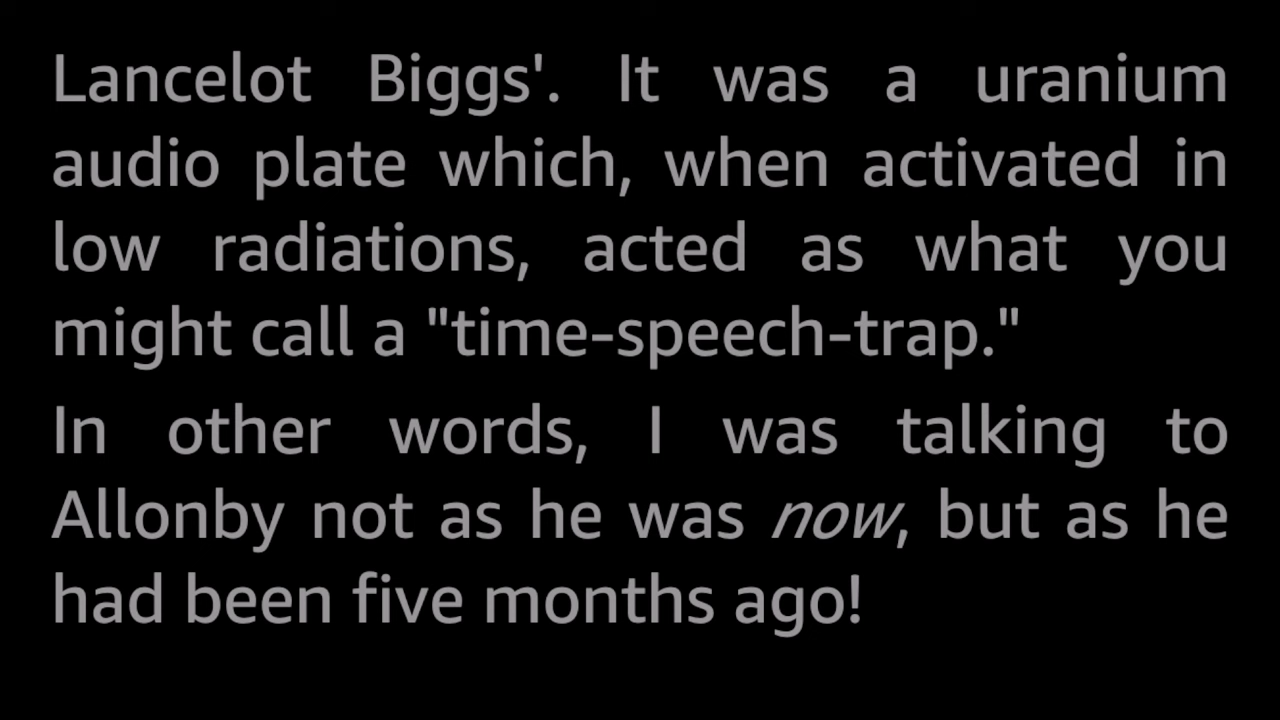 Lancelot Biggs'. It was a uranium
audio plate which, when activated in
low radiations, acted as what you
might call a "time-speech-trap."
In other words, I was talking to
Allonby not as he was now, but as he
had been five months ago!